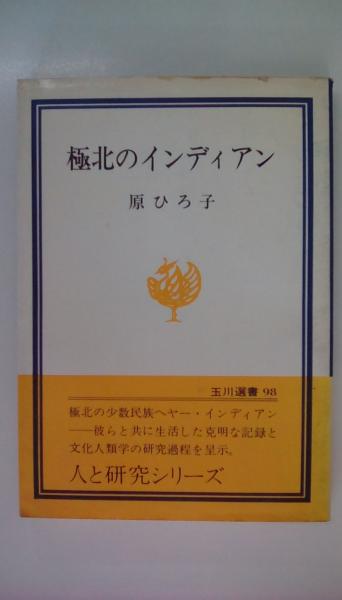 極北のインディアン
原ひろ子
玉川選書 98
極北の少数民族ヘヤー・インディアン
──彼らと共に生活した克明な記録と
文化人類学の研究過程を呈示。
人と研究シリーズ